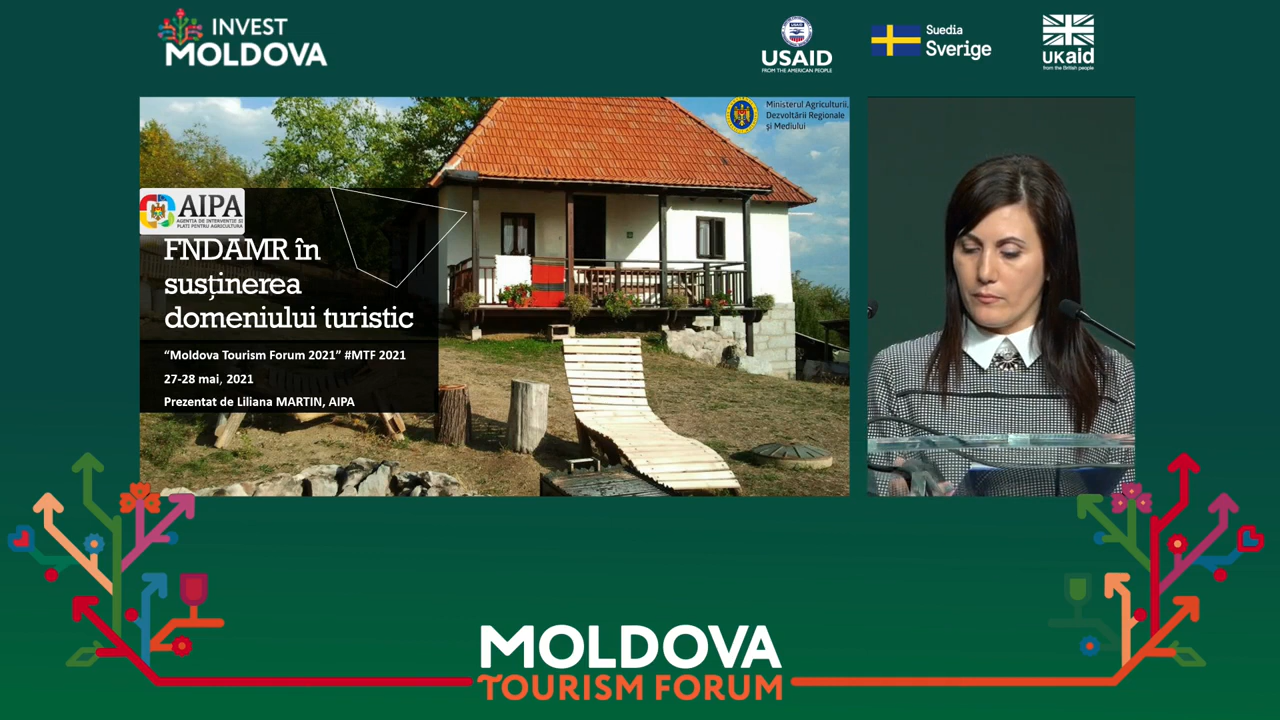 INVEST
MOLDOVA
USAID
FROM THE AMERICAN PEOPLE
Suedia
Sverige
UKaid
from the British people
Ministerul Agriculturii,
Dezvoltării Regionale
și Mediului
AIPA
AGENȚIA DE INTERVENȚIE ȘI
PLĂȚI PENTRU AGRICULTURĂ
FNDAMR în
susținerea
domeniului turistic
“Moldova Tourism Forum 2021” #MTF 2021
27-28 mai, 2021
Prezentat de Liliana MARTIN, AIPA
MOLDOVA
TOURISM FORUM